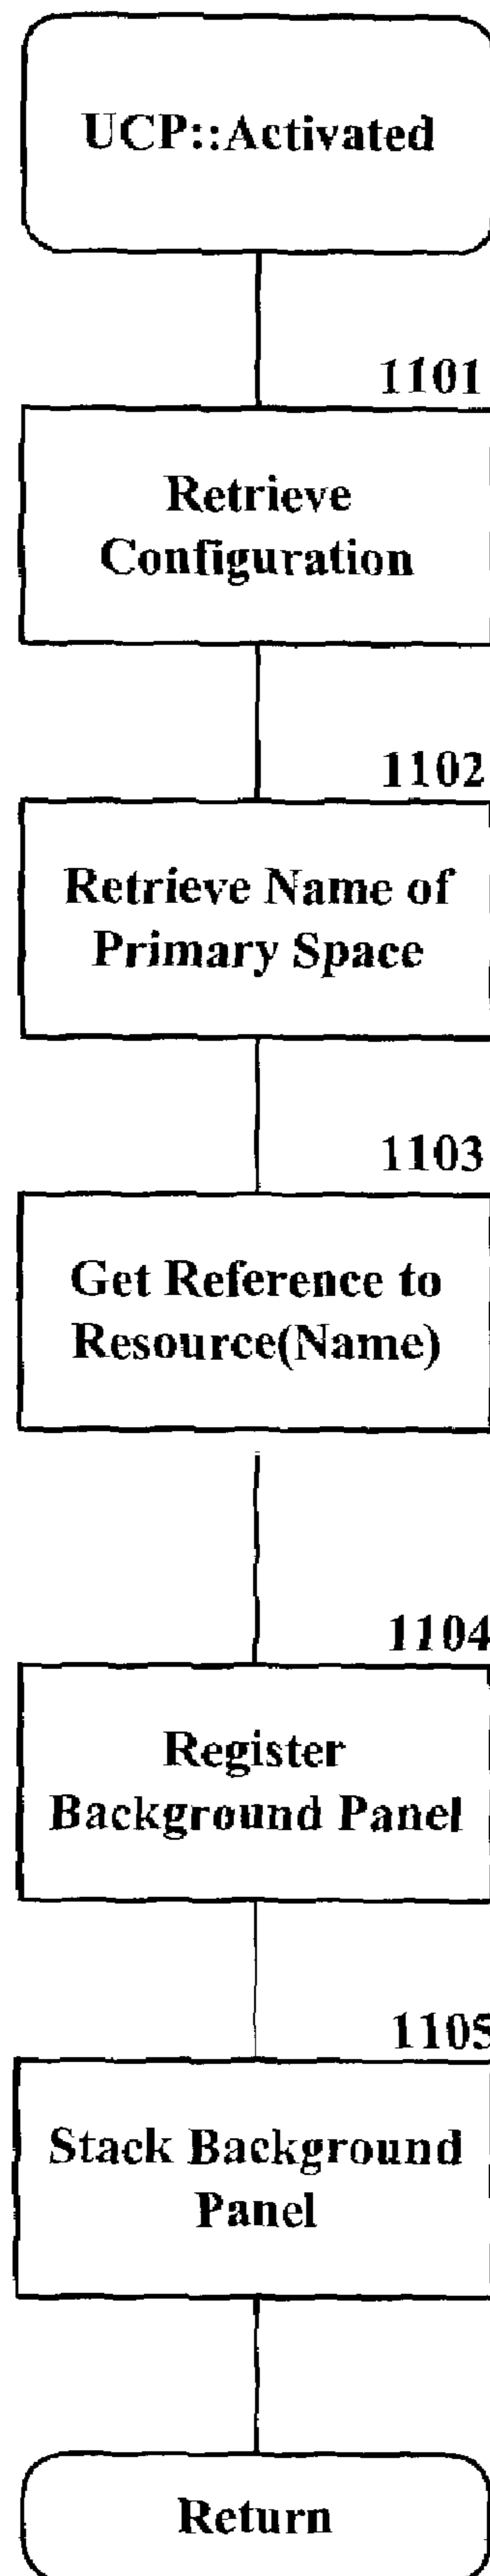 UCP::Activated
1101
Retrieve
Configuration
1102
Retrieve Name of
Primary Space
1103
Get Reference to
Resource(Name)
1104
Register
Background Panel
1105
Stack Background
Panel
Return